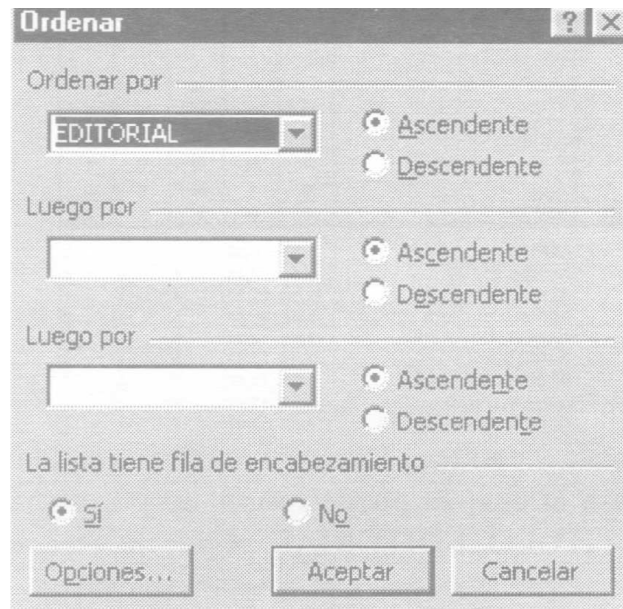 Ordenar
Ordenar por
EDITORIAL
Ascendente
Descendente
Luego por
Ascendente
Descendente
Luego por
Ascendente
Descendente
La lista tiene fila de encabezamiento
Sí No
Opciones... Aceptar Cancelar